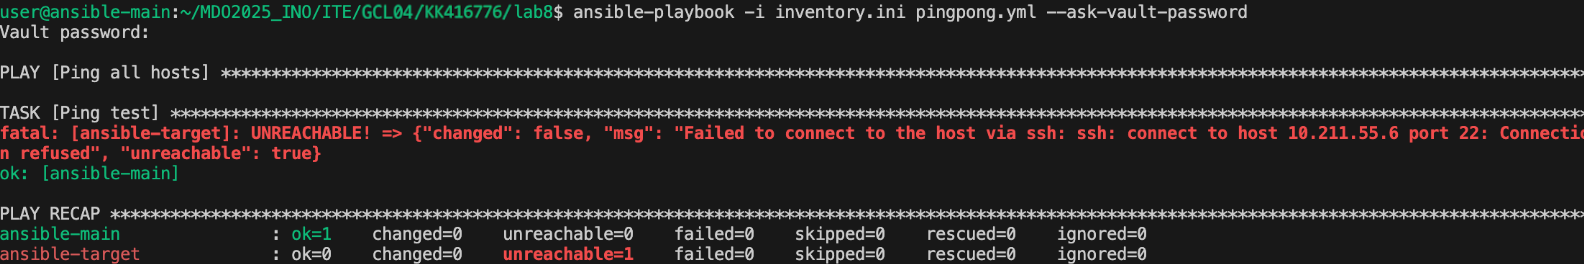 user@ansible-main:~/MDO2025_INO/ITE/GCL04/KK416776/lab8$ ansible-playbook -i inventory.ini pingpong.yml --ask-vault-password
Vault password:
PLAY [Ping all hosts] ****************************************************************************************************************************************
TASK [Ping test] *********************************************************************************************************************************************
fatal: [ansible-target]: UNREACHABLE! => {"changed": false, "msg": "Failed to connect to the host via ssh: ssh: connect to host 10.211.55.6 port 22: Connectio
n refused", "unreachable": true}
ok: [ansible-main]
PLAY RECAP ***************************************************************************************************************************************************
ansible-main               : ok=1    changed=0    unreachable=0    failed=0    skipped=0    rescued=0    ignored=0
ansible-target             : ok=0    changed=0    unreachable=1    failed=0    skipped=0    rescued=0    ignored=0